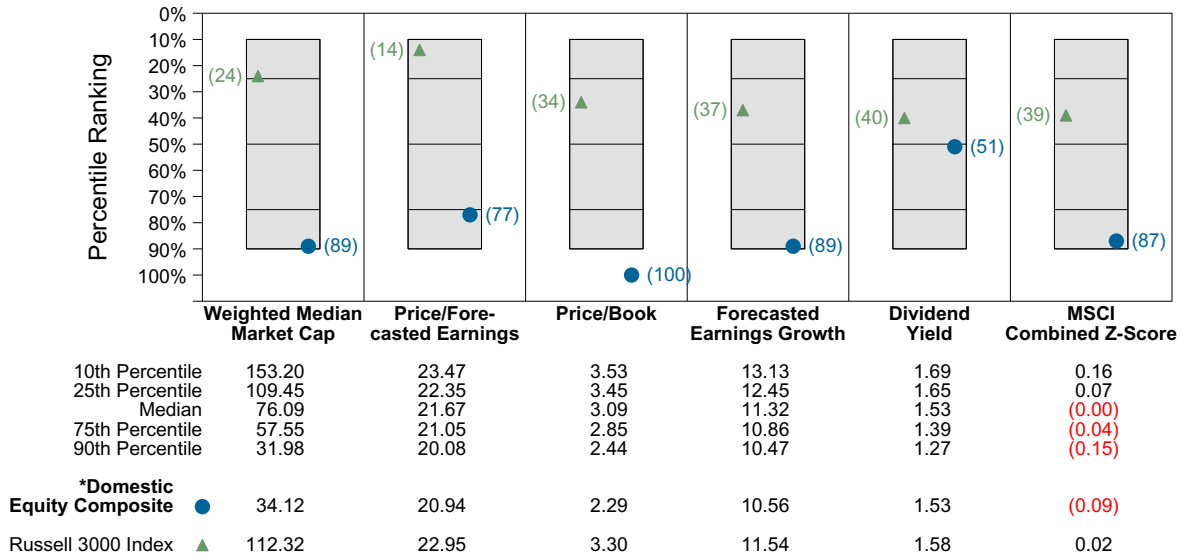 Percentile Ranking
0%
10%
20%
30%
40%
50%
60%
70%
80%
90%
100%
(24)
(89)
(14)
(77)
(34)
(100)
(37)
(89)
(40)
(51)
(39)
(87)
Weighted Median Market Cap
Price/Fore-casted Earnings
Price/Book
Forecasted Earnings Growth
Dividend Yield
MSCI Combined Z-Score
10th Percentile 153.20 23.47 3.53 13.13 1.69 0.16
25th Percentile 109.45 22.35 3.45 12.45 1.65 0.07
Median 76.09 21.67 3.09 11.32 1.53 (0.00)
75th Percentile 57.55 21.05 2.85 10.86 1.39 (0.04)
90th Percentile 31.98 20.08 2.44 10.47 1.27 (0.15)
*Domestic
Equity Composite 34.12 20.94 2.29 10.56 1.53 (0.09)
Russell 3000 Index 112.32 22.95 3.30 11.54 1.58 0.02